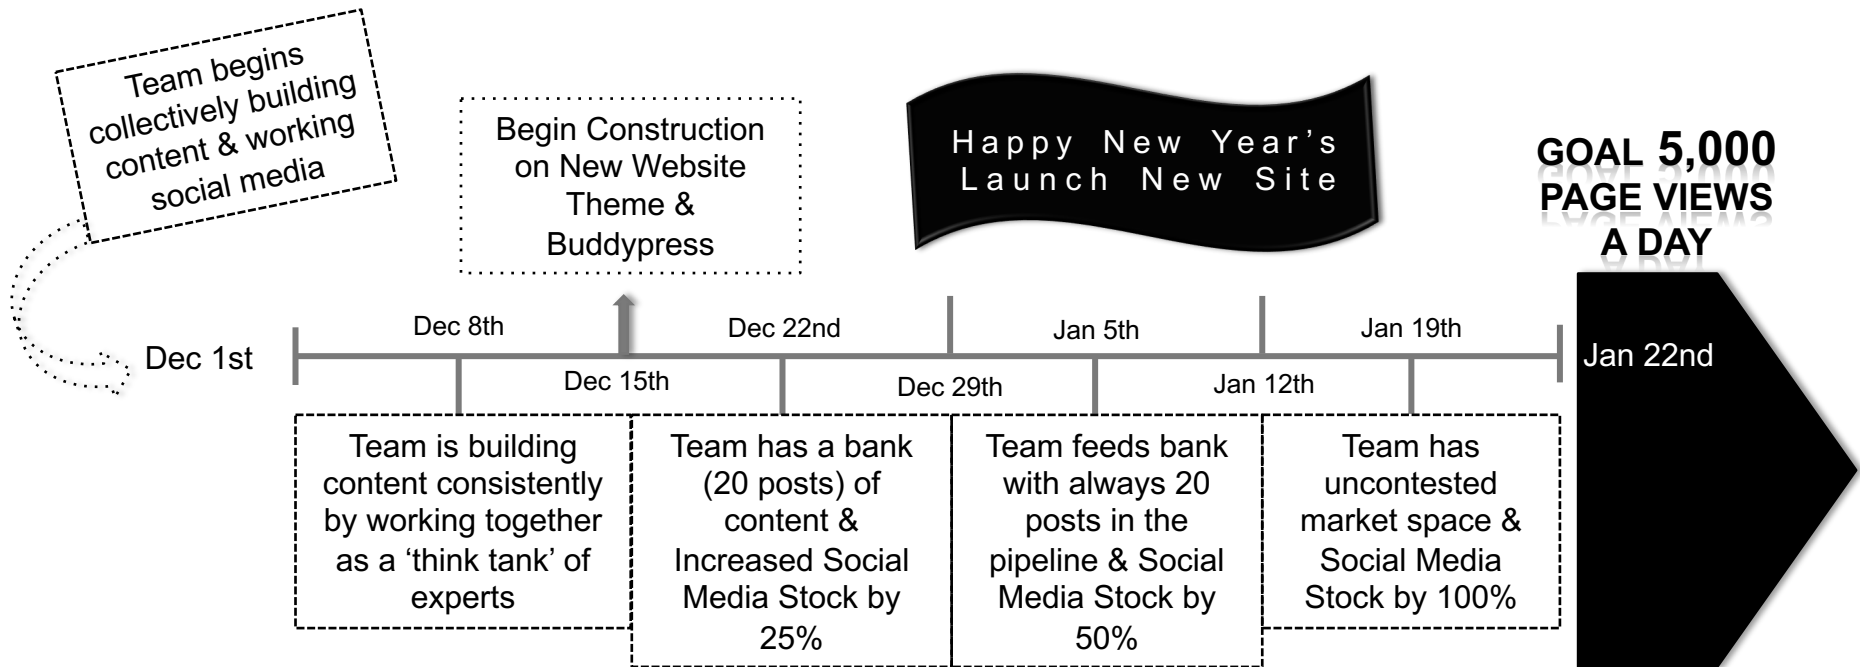 Team begins
collectively building
content & working
social media
Begin Construction
on New Website
Theme &
Buddypress
Happy New Year’s
Launch New Site
GOAL 5,000
PAGE VIEWS
A DAY
Dec 1st
Dec 8th
Dec 15th
Dec 22nd
Dec 29th
Jan 5th
Jan 12th
Jan 19th
Jan 22nd
Team is building
content consistently
by working together
as a ‘think tank’ of
experts
Team has a bank
(20 posts) of
content &
Increased Social
Media Stock by
25%
Team feeds bank
with always 20
posts in the
pipeline & Social
Media Stock by
50%
Team has
uncontested
market space &
Social Media
Stock by 100%